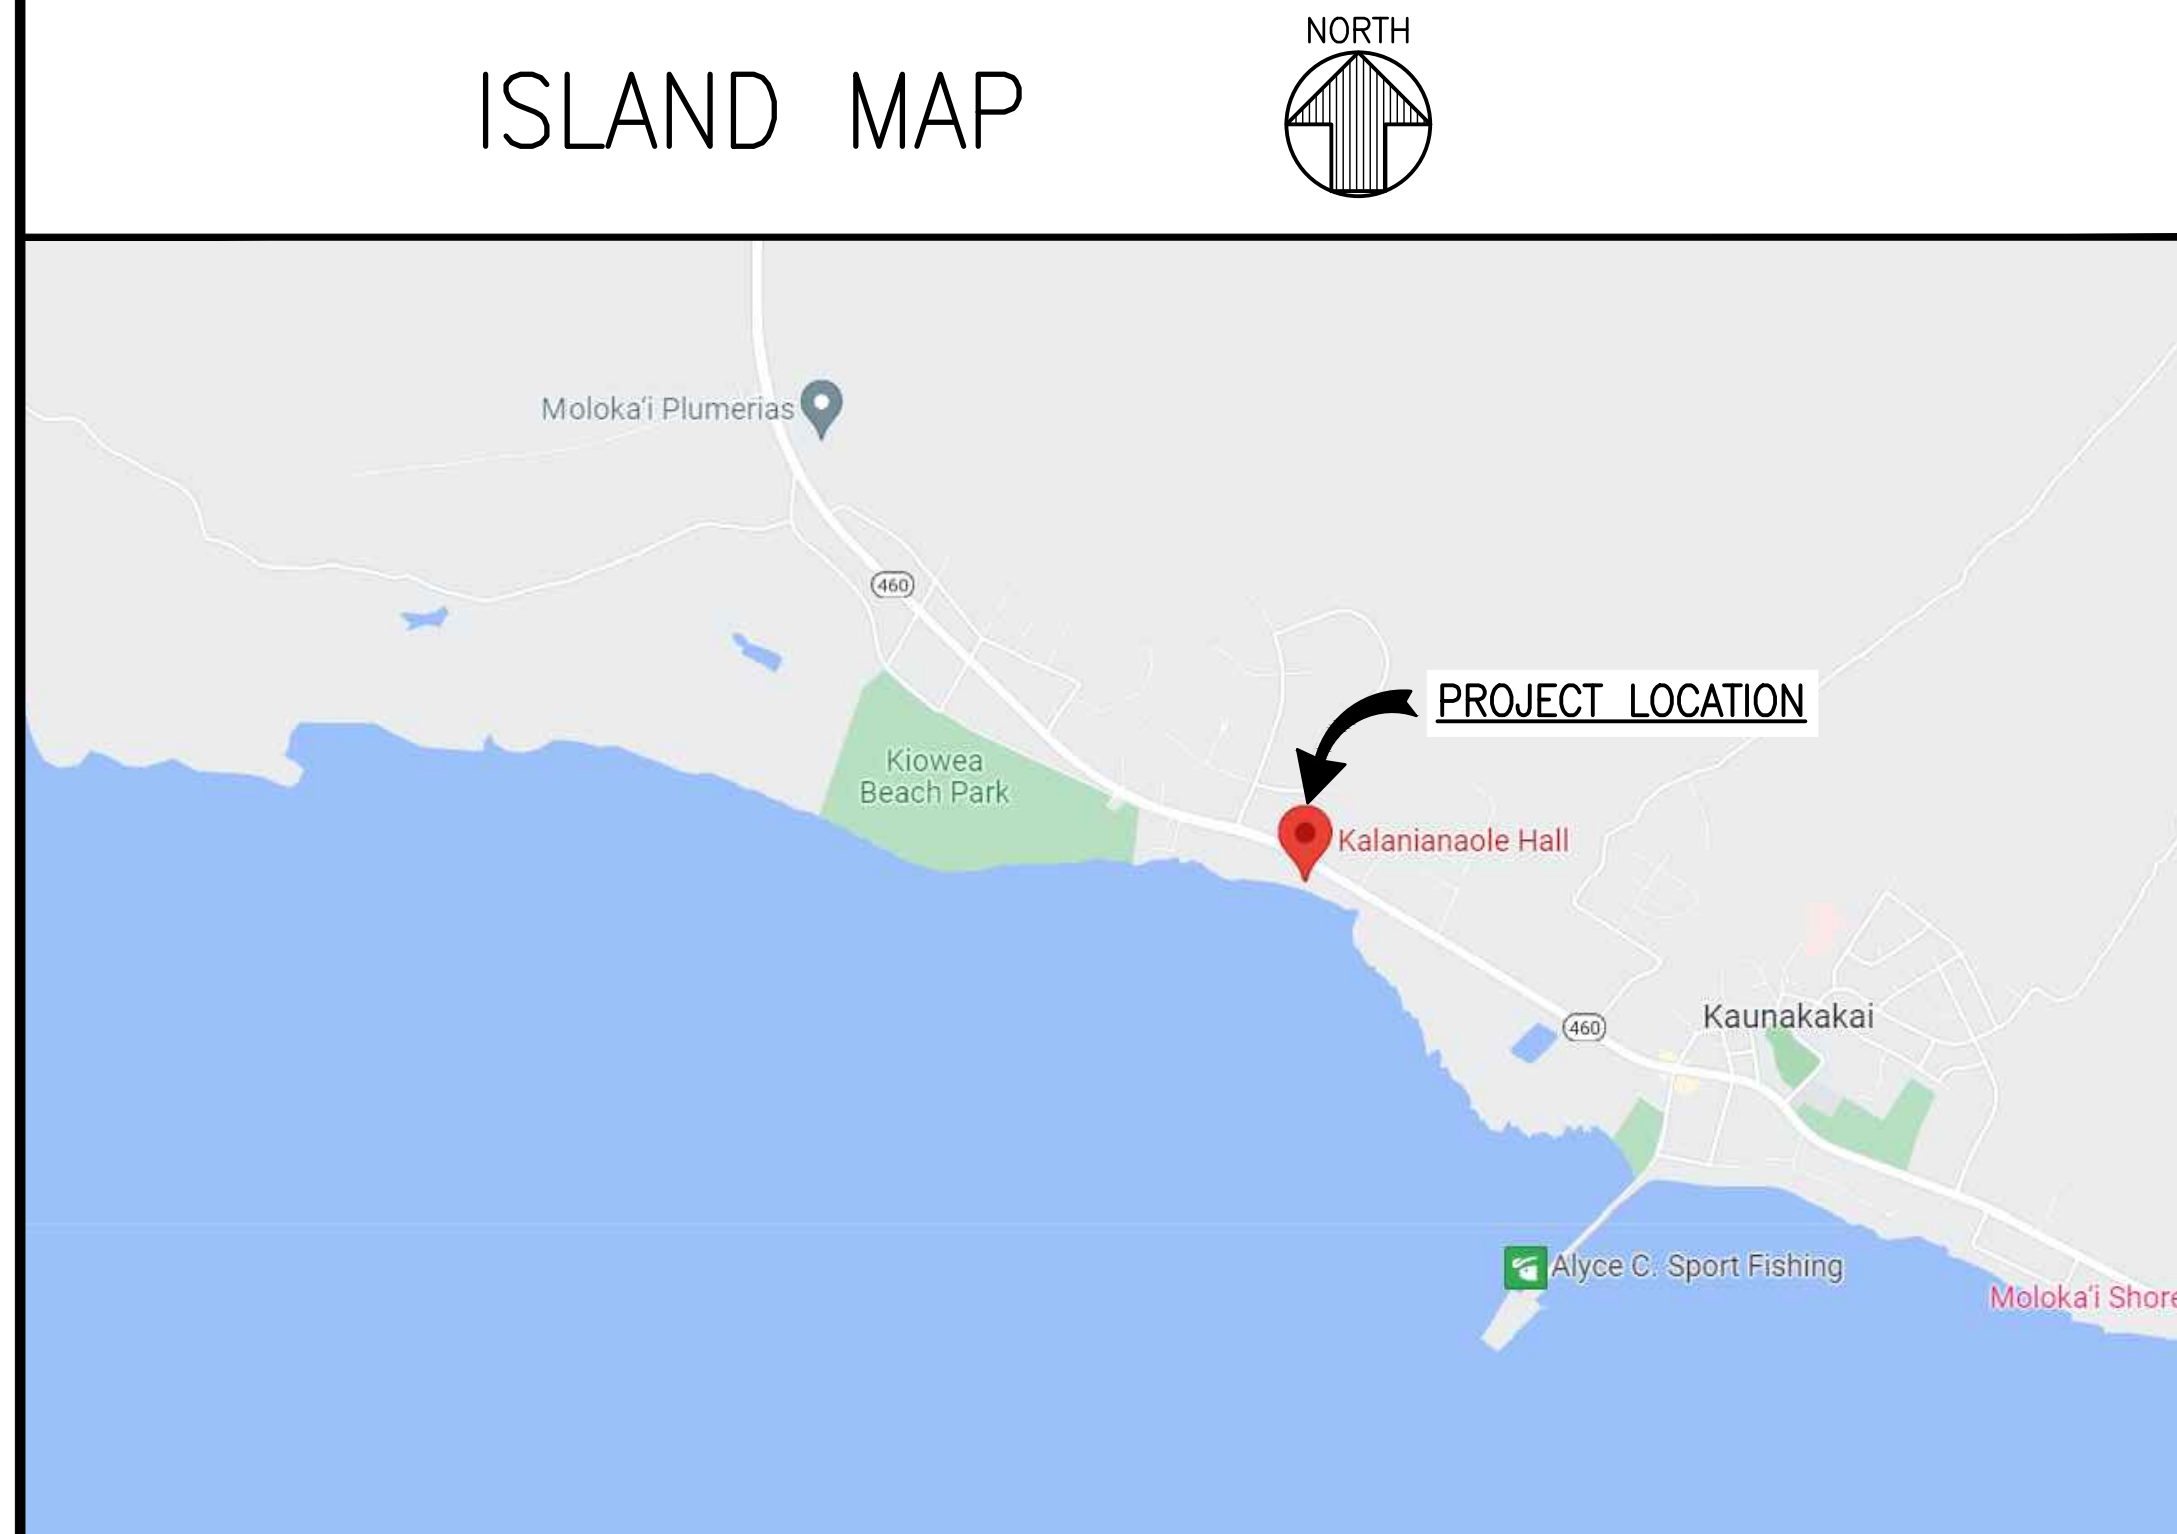 NORTH
ISLAND MAP
Moloka‘i Plumerias
460
PROJECT LOCATION
Kiowea
Beach Park
Kalanianaole Hall
Kaunakakai
460
Alyce C. Sport Fishing
Moloka‘i Shore